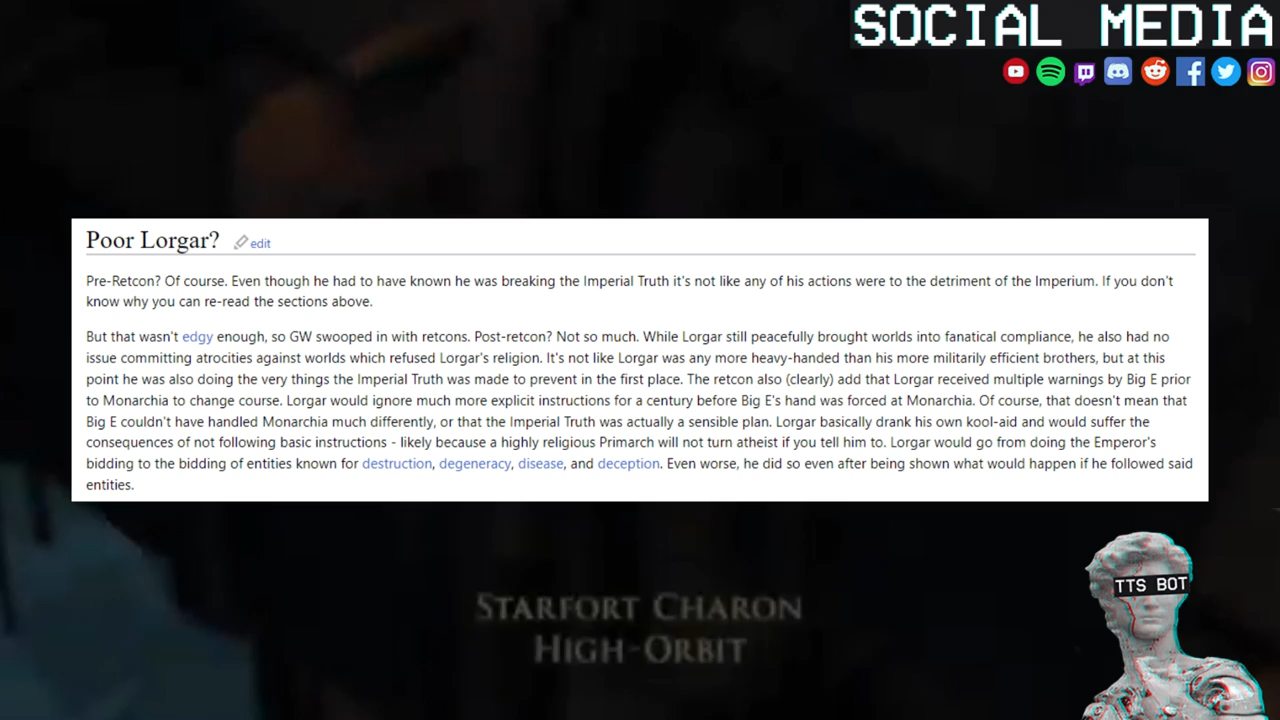 SOCIAL MEDIA
Poor Lorgar? edit
Pre-Retcon? Of course. Even though he had to have known he was breaking the Imperial Truth it's not like any of his actions were to the detriment of the Imperium. If you don't
know why you can re-read the sections above.
But that wasn't edgy enough, so GW swooped in with retcons. Post-retcon? Not so much. While Lorgar still peacefully brought worlds into fanatical compliance, he also had no
issue committing atrocities against worlds which refused Lorgar's religion. It's not like Lorgar was any more heavy-handed than his more militarily efficient brothers, but at this
point he was also doing the very things the Imperial Truth was made to prevent in the first place. The retcon also (clearly) add that Lorgar received multiple warnings by Big E prior
to Monarchia to change course. Lorgar would ignore much more explicit instructions for a century before Big E's hand was forced at Monarchia. Of course, that doesn't mean that
Big E couldn't have handled Monarchia much differently, or that the Imperial Truth was actually a sensible plan. Lorgar basically drank his own kool-aid and would suffer the
consequences of not following basic instructions - likely because a highly religious Primarch will not turn atheist if you tell him to. Lorgar would go from doing the Emperor's
bidding to the bidding of entities known for destruction, degeneracy, disease, and deception. Even worse, he did so even after being shown what would happen if he followed said
entities.
TTS BOT
STARFORT CHARON
HIGH-ORBIT